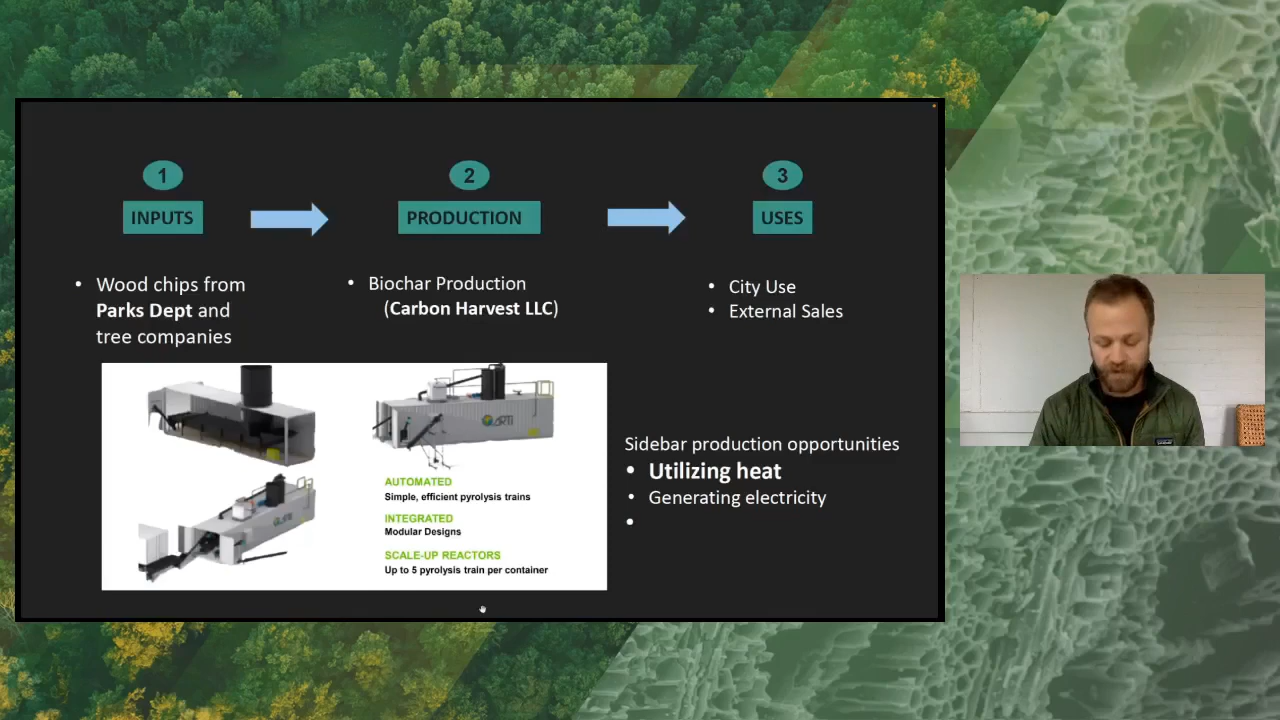 1
INPUTS
2
PRODUCTION
3
USES
• Wood chips from
Parks Dept and
tree companies
• Biochar Production
(Carbon Harvest LLC)
• City Use
• External Sales
ARTi
AUTOMATED
Simple, efficient pyrolysis trains
INTEGRATED
Modular Designs
SCALE-UP REACTORS
Up to 5 pyrolysis train per container
Sidebar production opportunities
• Utilizing heat
• Generating electricity
•